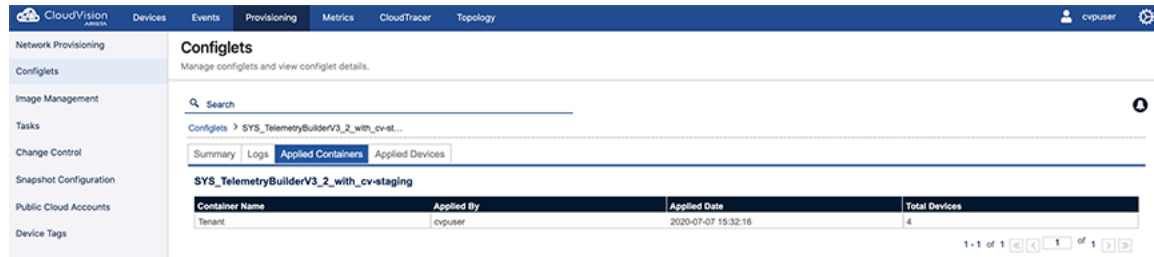 CloudVision Devices Events Provisioning Metrics CloudTracer Topology cvpuser
ARISTA
Network Provisioning
Configlets
Image Management
Tasks
Change Control
Snapshot Configuration
Public Cloud Accounts
Device Tags
Configlets
Manage configlets and view configlet details.
Search
Configlets > SYS_TelemetryBuilderV3_2_with_cv-st...
Summary Logs Applied Containers Applied Devices
SYS_TelemetryBuilderV3_2_with_cv-staging
Container Name Applied By Applied Date Total Devices
Tenant cvpuser 2020-07-07 15:32:16 4
1-1 of 1 1 of 1